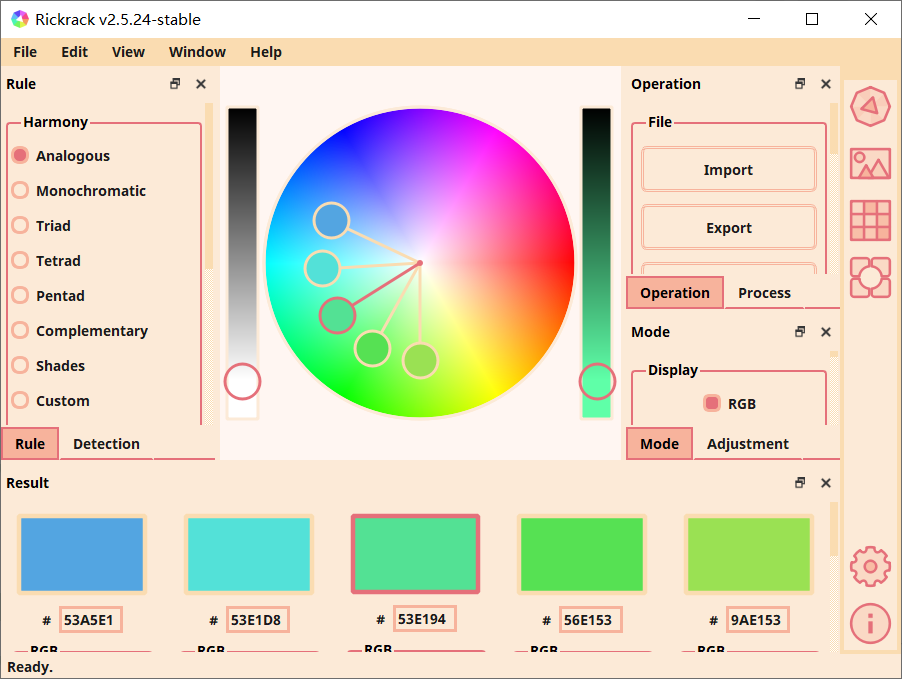 Rickrack v2.5.24-stable
File Edit View Window Help
Rule
Harmony
Analogous
Monochromatic
Triad
Tetrad
Pentad
Complementary
Shades
Custom
Rule Detection
Operation
File
Import
Export
Operation Process
Mode
Display
RGB
Mode Adjustment
Result
# 53A5E1 # 53E1D8 # 53E194 # 56E153 # 9AE153
RGB RGB RGB RGB RGB
Ready.